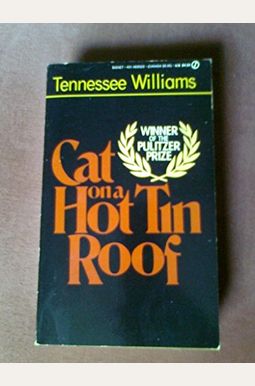 Tennessee Williams
WINNER
OF THE
PULITZER
PRIZE
Cat
on a
Hot Tin
Roof